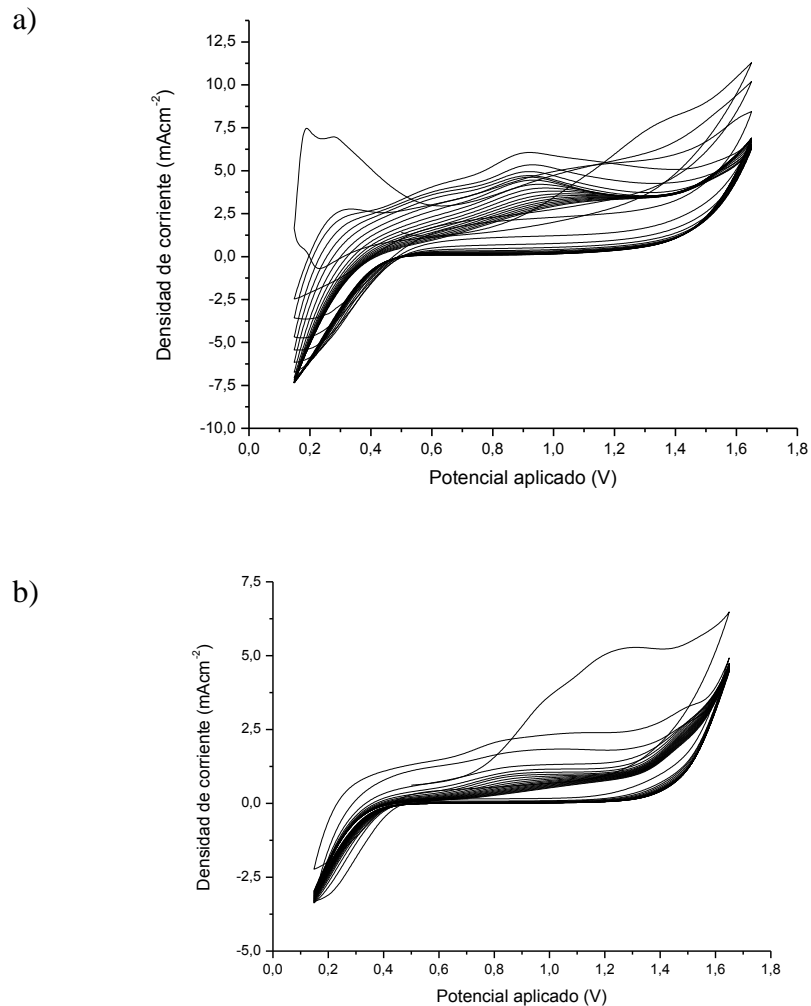 a)
12,5
10,0
7,5
5,0
2,5
0,0
-2,5
-5,0
-7,5
-10,0
Densidad de corriente (mAcm⁻²)
0,0 0,2 0,4 0,6 0,8 1,0 1,2 1,4 1,6 1,8
Potencial aplicado (V)
b)
7,5
5,0
2,5
0,0
-2,5
-5,0
Densidad de corriente (mAcm⁻²)
0,0 0,2 0,4 0,6 0,8 1,0 1,2 1,4 1,6 1,8
Potencial aplicado (V)